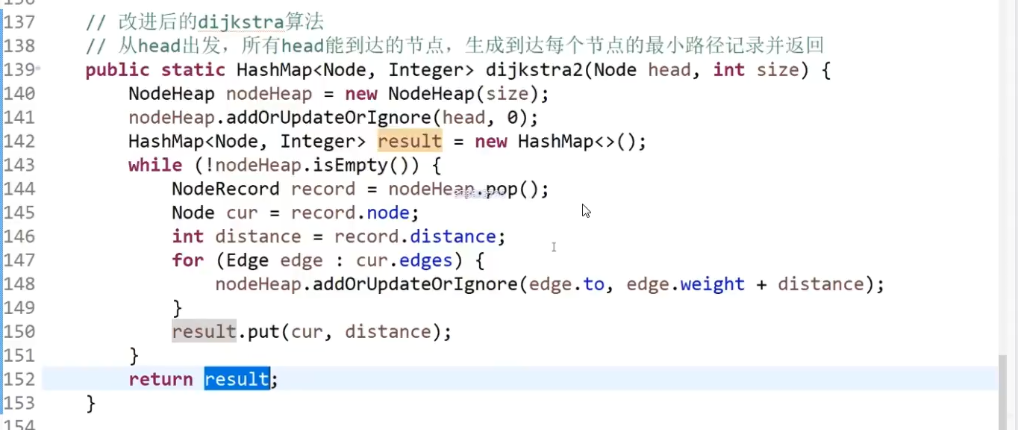 137 // 改进后的dijkstra算法
138 // 从head出发，所有head能到达的节点，生成到达每个节点的最小路径记录并返回
139 public static HashMap<Node, Integer> dijkstra2(Node head, int size) {
140 NodeHeap nodeHeap = new NodeHeap(size);
141 nodeHeap.addOrUpdateOrIgnore(head, 0);
142 HashMap<Node, Integer> result = new HashMap<>();
143 while (!nodeHeap.isEmpty()) {
144 NodeRecord record = nodeHeap.pop();
145 Node cur = record.node;
146 int distance = record.distance;
147 for (Edge edge : cur.edges) {
148 nodeHeap.addOrUpdateOrIgnore(edge.to, edge.weight + distance);
149 }
150 result.put(cur, distance);
151 }
152 return result;
153 }
154